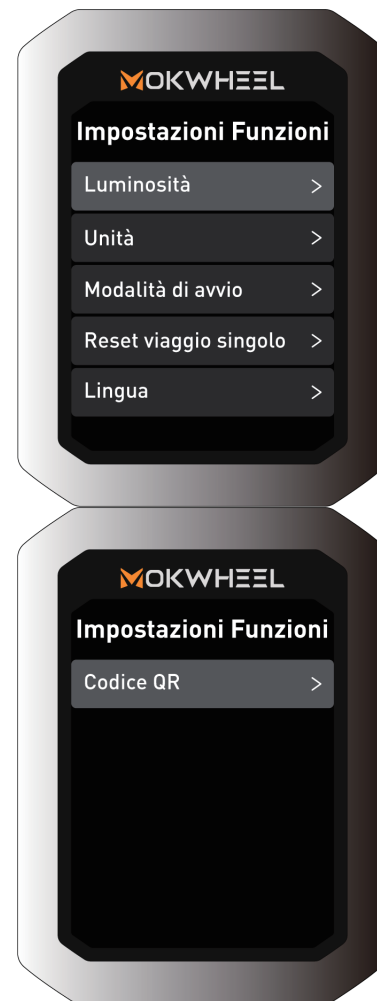 MOKWHEEL
Impostazioni Funzioni
Luminosità >
Unità >
Modalità di avvio >
Reset viaggio singolo >
Lingua >
MOKWHEEL
Impostazioni Funzioni
Codice QR >